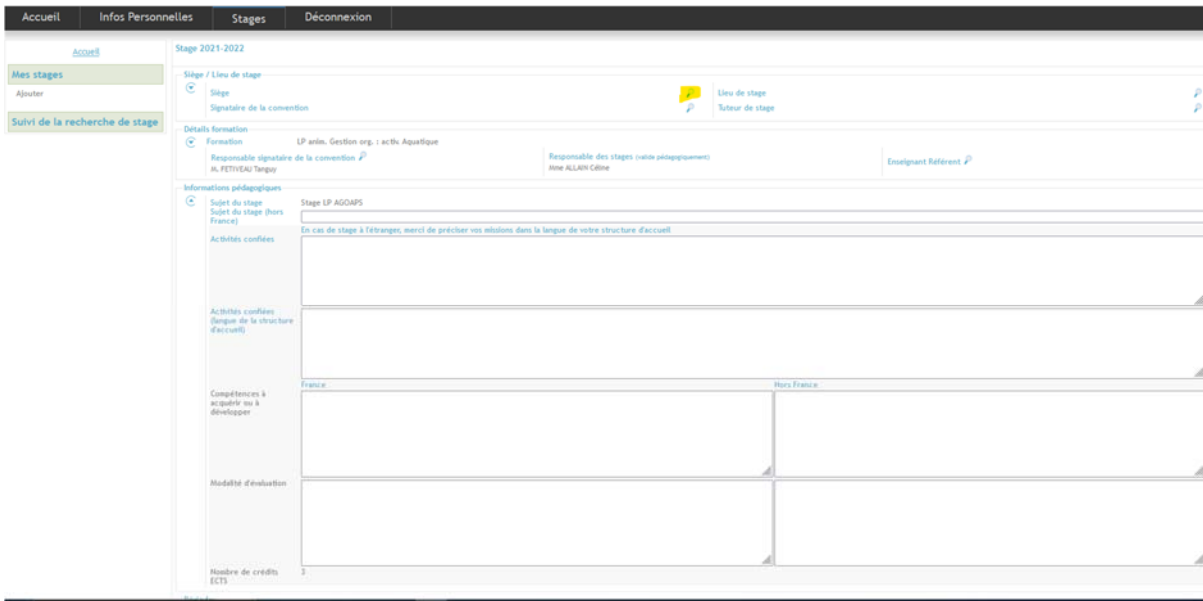 Accueil Infos Personnelles Stages Déconnexion
Accueil
Mes stages
Ajouter
Suivi de la recherche de stage
Stage 2021-2022
Siège / Lieu de stage
Siège Lieu de stage
Signataire de la convention Tuteur de stage
Détails formation
Formation LP anim. Gestion org. : activ. Aquatique
Responsable signataire de la convention Responsable des stages (valide pédagogiquement) Enseignant Référent
M. FETIVEAU Tanguy Mme ALLAIN Céline
Informations pédagogiques
Sujet du stage Stage LP AGOAPS
Sujet du stage (hors
France)
En cas de stage à l'étranger, merci de préciser vos missions dans la langue de votre structure d'accueil
Activités confiées
Activités confiées
(langue de la structure
d'accueil)
France Hors France
Compétences à
acquérir ou à
développer
Modalité d'évaluation
Nombre de crédits 3
ECTS